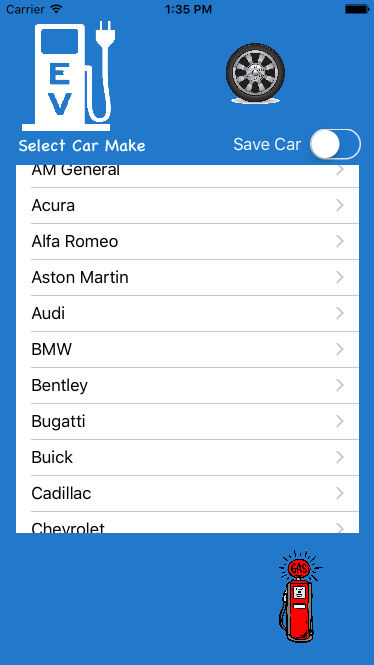 Carrier 1:35 PM
EV
Select Car Make
Save Car
AM General
Acura
Alfa Romeo
Aston Martin
Audi
BMW
Bentley
Bugatti
Buick
Cadillac
Chevrolet
GAS